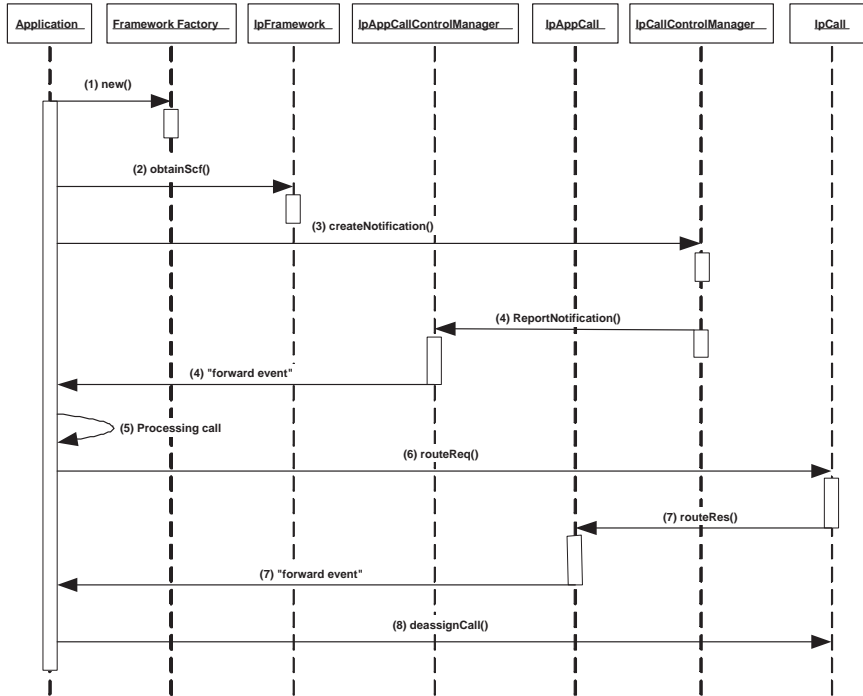 Application
Framework Factory
IpFramework
IpAppCallControlManager
IpAppCall
IpCallControlManager
IpCall
(1) new()
(2) obtainScf()
(3) createNotification()
(4) ReportNotification()
(4) "forward event"
(5) Processing call
(6) routeReq()
(7) routeRes()
(7) "forward event"
(8) deassignCall()